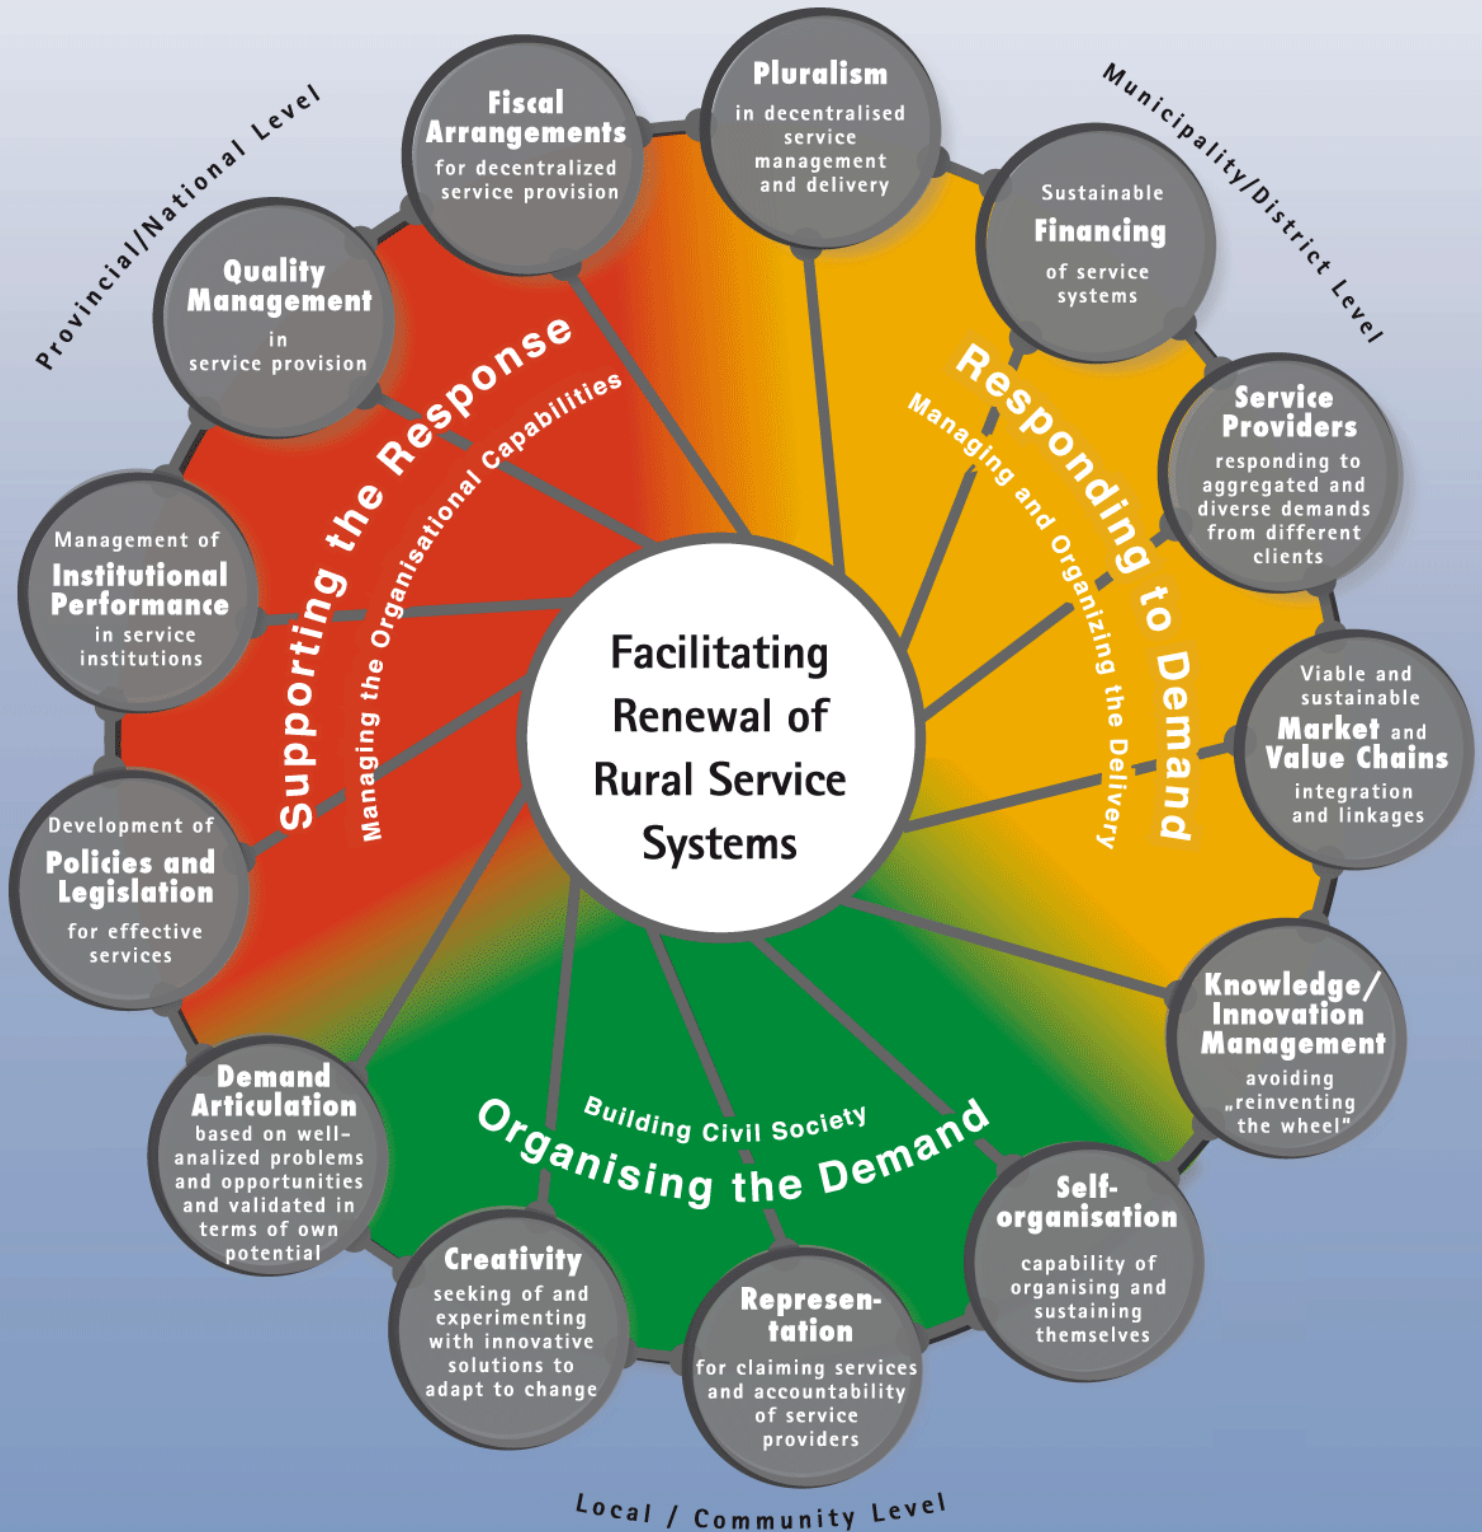 Provincial/National Level
Municipality/District Level
Local / Community Level
Facilitating
Renewal of
Rural Service
Systems
Supporting the Response
Managing the Organisational Capabilities
Responding to Demand
Managing and Organizing the Delivery
Building Civil Society
Organising the Demand
Pluralism
in decentralised
service
management
and delivery
Sustainable
Financing
of service
systems
Service
Providers
responding to
aggregated and
diverse demands
from different
clients
Viable and
sustainable
Market and
Value Chains
integration
and linkages
Knowledge/
Innovation
Management
avoiding
„reinventing
the wheel"
Self-
organisation
capability of
organising and
sustaining
themselves
Represen-
tation
for claiming services
and accountability
of service
providers
Creativity
seeking of and
experimenting
with innovative
solutions to
adapt to change
Demand
Articulation
based on well-
analized problems
and opportunities
and validated in
terms of own
potential
Development of
Policies and
Legislation
for effective
services
Management of
Institutional
Performance
in service
institutions
Quality
Management
in
service provision
Fiscal
Arrangements
for decentralized
service provision